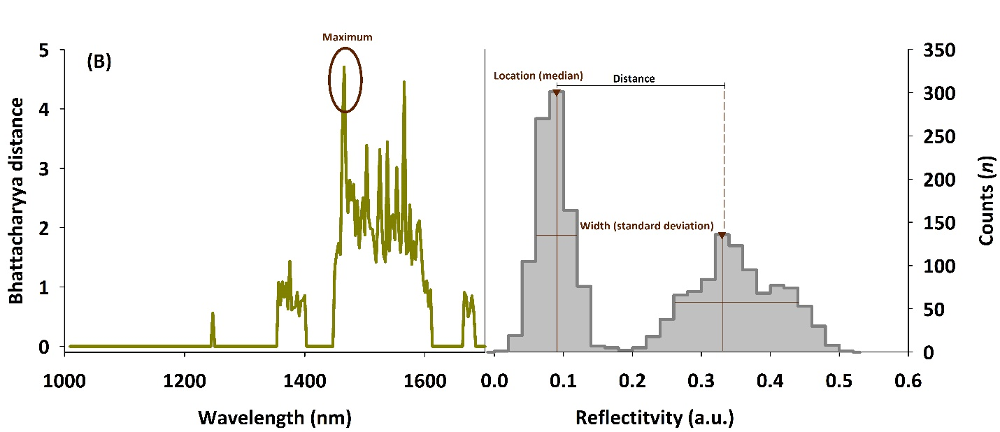 Maximum
(B)
Bhattacharyya distance
5
4
3
2
1
0
1000
1200
1400
1600
Wavelength (nm)
Location (median)
Distance
Width (standard deviation)
350
300
250
200
150
100
50
0
Counts (n)
0.0
0.1
0.2
0.3
0.4
0.5
0.6
Reflectitvity (a.u.)